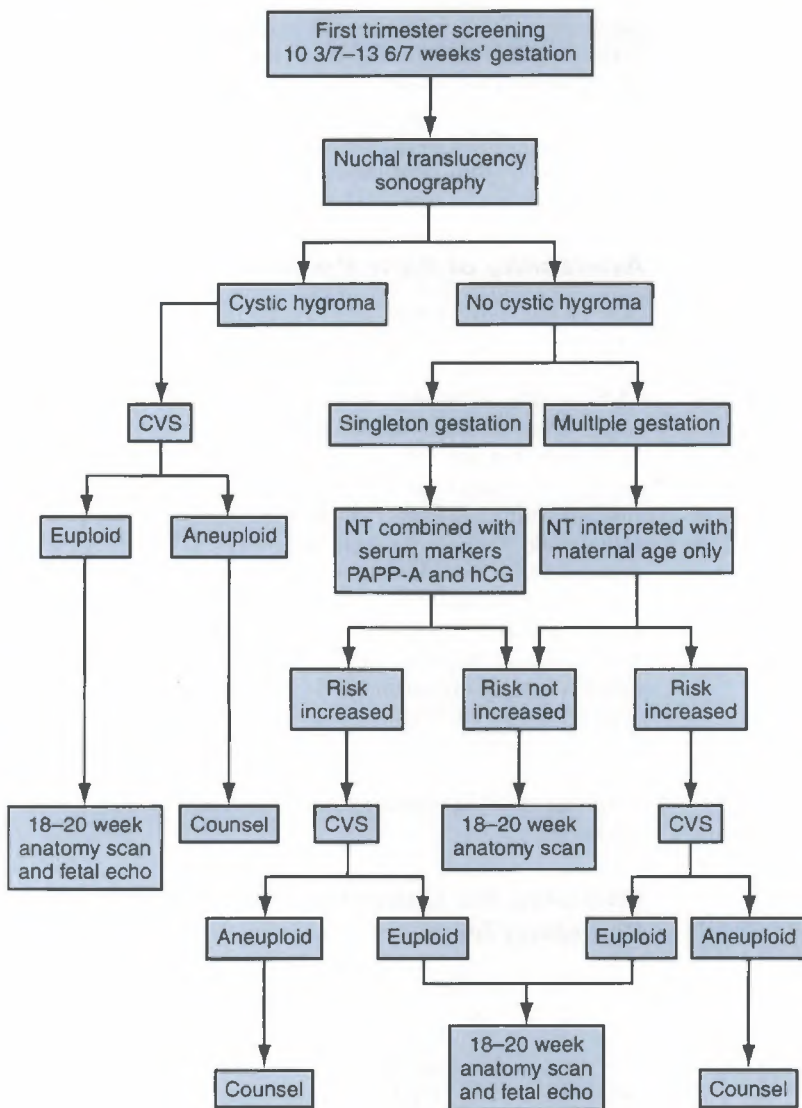 First trimester screening
10 3/7–13 6/7 weeks' gestation
Nuchal translucency
sonography
Cystic hygroma
No cystic hygroma
CVS
Singleton gestation
Multiple gestation
Euploid
Aneuploid
NT combined with
serum markers
PAPP-A and hCG
NT interpreted with
maternal age only
Risk
increased
Risk not
increased
Risk
increased
18–20 week
anatomy scan
and fetal echo
Counsel
CVS
18–20 week
anatomy scan
CVS
Aneuploid
Euploid
Euploid
Aneuploid
Counsel
18–20 week
anatomy scan
and fetal echo
Counsel